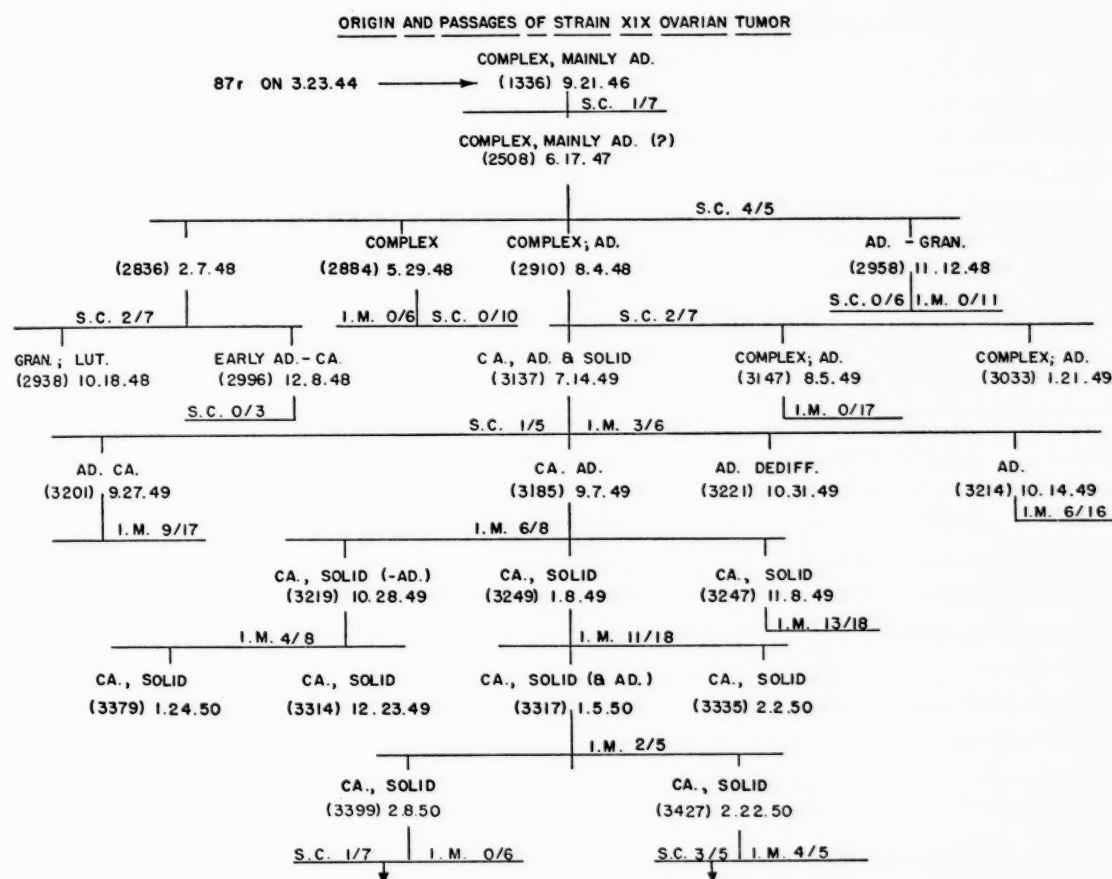 ORIGIN AND PASSAGES OF STRAIN XIX OVARIAN TUMOR
COMPLEX, MAINLY AD.
87r ON 3.23.44
(1336) 9.21.46
S.C. 1/7
COMPLEX, MAINLY AD. (?)
(2508) 6.17.47
S.C. 4/5
COMPLEX
COMPLEX; AD.
AD. - GRAN.
(2836) 2.7.48
(2884) 5.29.48
(2910) 8.4.48
(2958) 11.12.48
S.C. 2/7
I.M. 0/6
S.C. 0/10
S.C. 2/7
S.C. 0/6
I.M. 0/11
GRAN.; LUT.
EARLY AD.-CA.
CA., AD. & SOLID
COMPLEX; AD.
COMPLEX; AD.
(2938) 10.18.48
(2996) 12.8.48
(3137) 7.14.49
(3147) 8.5.49
(3033) 1.21.49
S.C. 0/3
I.M. 0/17
S.C. 1/5
I.M. 3/6
AD. CA.
CA. AD.
AD. DEDIFF.
AD.
(3201) 9.27.49
(3185) 9.7.49
(3221) 10.31.49
(3214) 10.14.49
I.M. 9/17
I.M. 6/8
I.M. 6/16
CA., SOLID (-AD.)
CA., SOLID
CA., SOLID
(3219) 10.28.49
(3249) 1.8.49
(3247) 11.8.49
I.M. 4/8
I.M. 11/18
I.M. 13/18
CA., SOLID
CA., SOLID
CA., SOLID (& AD.)
CA., SOLID
(3379) 1.24.50
(3314) 12.23.49
(3317) 1.5.50
(3335) 2.2.50
I.M. 2/5
CA., SOLID
CA., SOLID
(3399) 2.8.50
(3427) 2.22.50
S.C. 1/7
I.M. 0/6
S.C. 3/5
I.M. 4/5